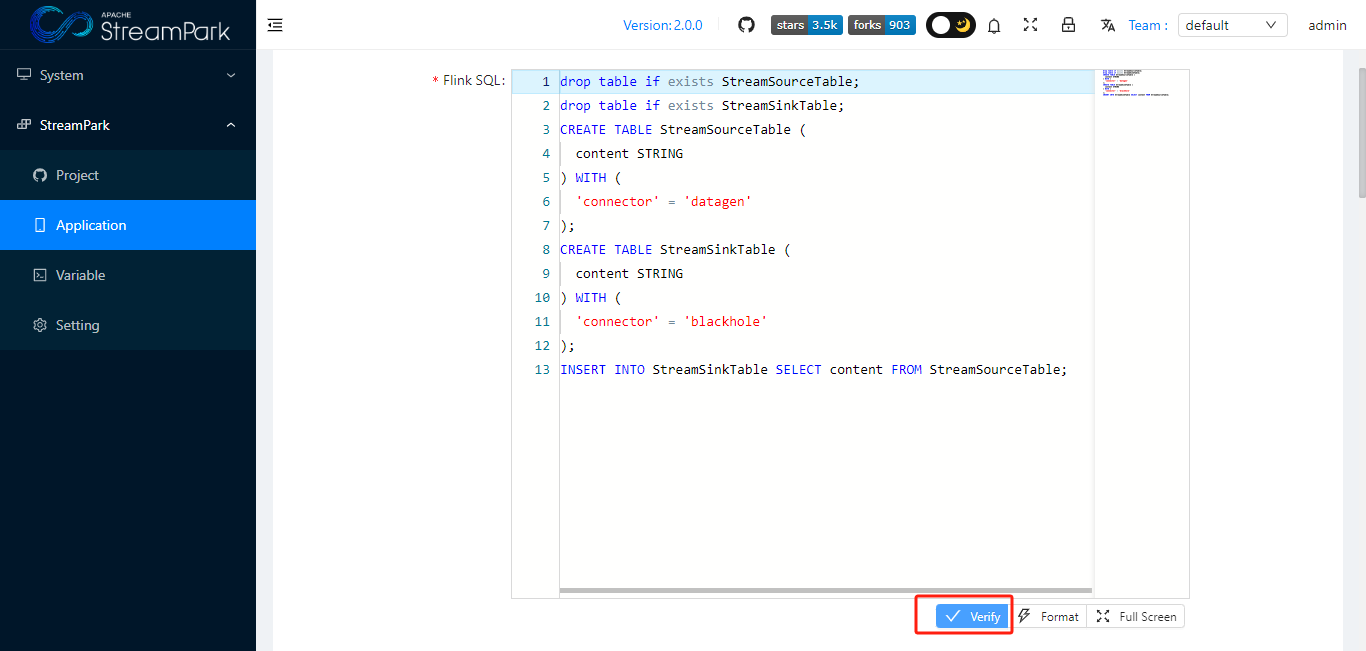 APACHE
StreamPark
Version:2.0.0
stars 3.5k
forks 903
Team :
default
admin
System
StreamPark
Project
Application
Variable
Setting
* Flink SQL:
1 drop table if exists StreamSourceTable;
2 drop table if exists StreamSinkTable;
3 CREATE TABLE StreamSourceTable (
4 content STRING
5 ) WITH (
6 'connector' = 'datagen'
7 );
8 CREATE TABLE StreamSinkTable (
9 content STRING
10 ) WITH (
11 'connector' = 'blackhole'
12 );
13 INSERT INTO StreamSinkTable SELECT content FROM StreamSourceTable;
Verify
Format
Full Screen